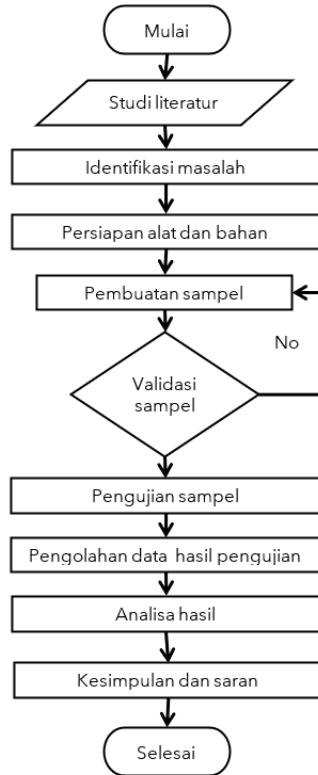 Mulai
Studi literatur
Identifikasi masalah
Persiapan alat dan bahan
Pembuatan sampel
No
Validasi
sampel
Pengujian sampel
Pengolahan data hasil pengujian
Analisa hasil
Kesimpulan dan saran
Selesai